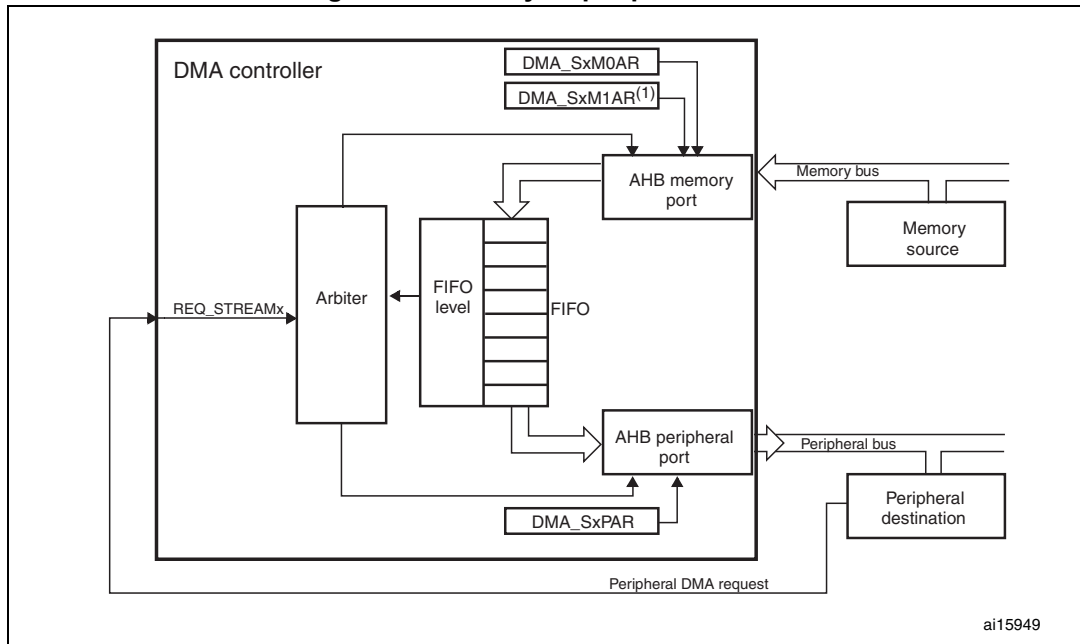 DMA controller
DMA_SxM0AR
DMA_SxM1AR(1)
AHB memory
port
Memory bus
Memory
source
REQ_STREAMx
Arbiter
FIFO
level
FIFO
AHB peripheral
port
Peripheral bus
DMA_SxPAR
Peripheral
destination
Peripheral DMA request
ai15949